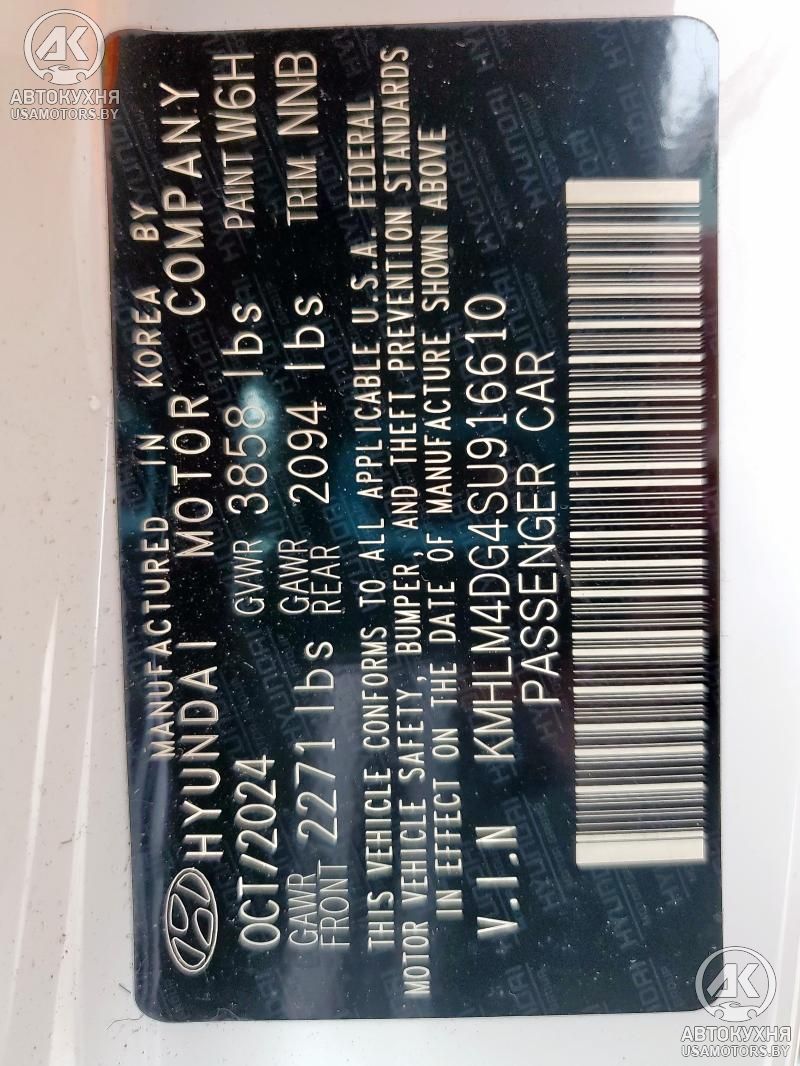 AK
АВТОКУХНЯ
USAMOTORS.BY
MANUFACTURED IN KOREA BY
HYUNDAI MOTOR COMPANY
OCT/2024 GVWR 3858 lbs PAINT W6H
GAWR FRONT 2271 lbs GAWR REAR 2094 lbs TRIM NNB
THIS VEHICLE CONFORMS TO ALL APPLICABLE U.S.A. FEDERAL
MOTOR VEHICLE SAFETY, BUMPER, AND THEFT PREVENTION STANDARDS
IN EFFECT ON THE DATE OF MANUFACTURE SHOWN ABOVE
V.I.N KMHLM4DG4SU916610
PASSENGER CAR
AK
АВТОКУХНЯ
USAMOTORS.BY